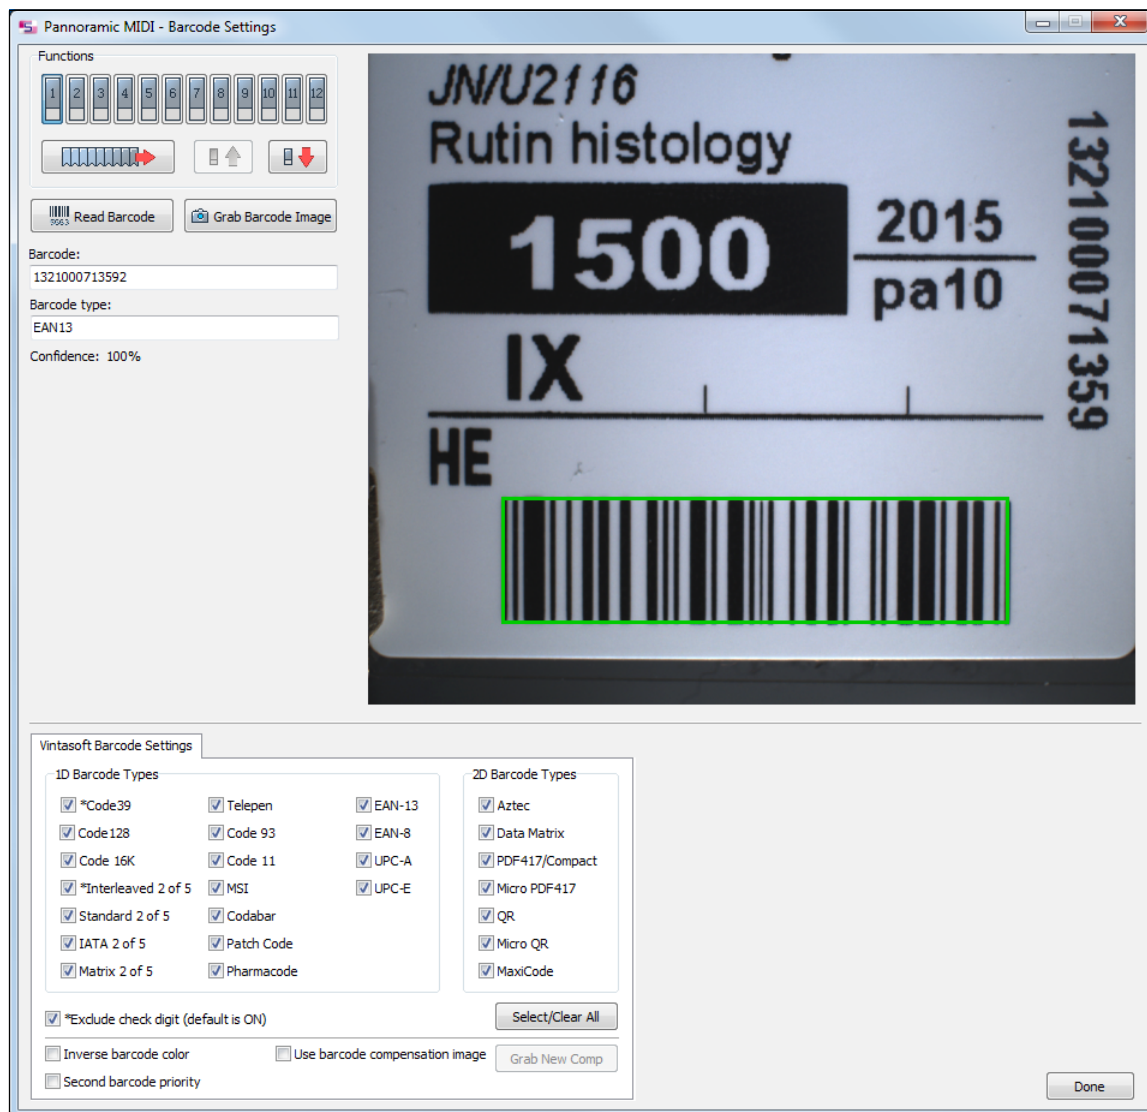 Pannoramic MIDI - Barcode Settings
Functions
1 2 3 4 5 6 7 8 9 10 11 12
9663 Read Barcode
Grab Barcode Image
Barcode:
1321000713592
Barcode type:
EAN13
Confidence: 100%
JN/U2116
Rutin histology
1500
2015
pa10
IX
HE
132100071359
Vintasoft Barcode Settings
1D Barcode Types
*Code39
Telepen
EAN-13
Code128
Code 93
EAN-8
Code 16K
Code 11
UPC-A
*Interleaved 2 of 5
MSI
UPC-E
Standard 2 of 5
Codabar
IATA 2 of 5
Patch Code
Matrix 2 of 5
Pharmacode
2D Barcode Types
Aztec
Data Matrix
PDF417/Compact
Micro PDF417
QR
Micro QR
MaxiCode
*Exclude check digit (default is ON)
Select/Clear All
Inverse barcode color
Use barcode compensation image
Grab New Comp
Second barcode priority
Done